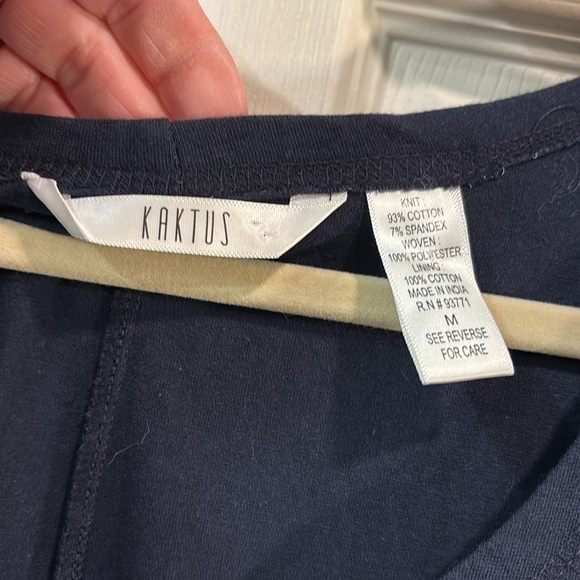 KAKTUS
KNIT:
93% COTTON
7% SPANDEX
WOVEN:
100% POLYESTER
LINING:
100% COTTON
MADE IN INDIA
R.N # 93771
M
SEE REVERSE
FOR CARE